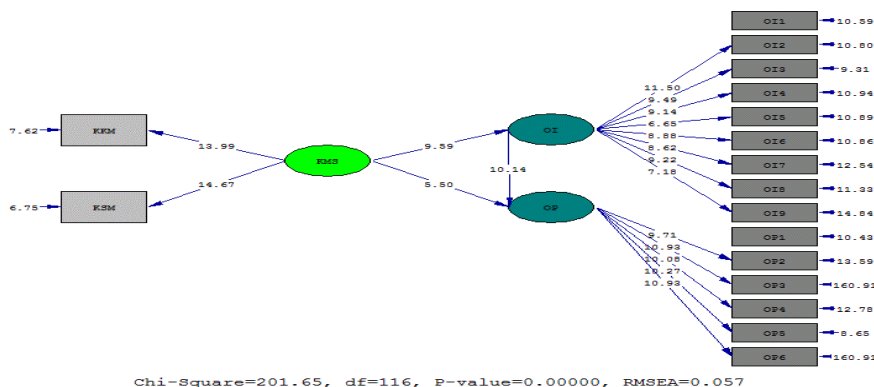 OI1 10.59
OI2 10.80
11.50
OI3 9.31
9.49
OI4 10.94
9.14
7.62 KKM
OI5 10.89
6.65
13.99
9.59
OI
OI6 10.86
8.88
KMS
8.62
OI7 12.54
10.14
9.22
7.18
14.67
5.50
OI8 11.33
6.75 KSM
OP
OI9 14.84
9.71
OP1 10.43
10.93
OP2 13.59
10.08
10.27
OP3 160.91
10.93
OP4 12.78
OP5 8.65
OP6 160.91
Chi-Square=201.65, df=116, P-value=0.00000, RMSEA=0.057